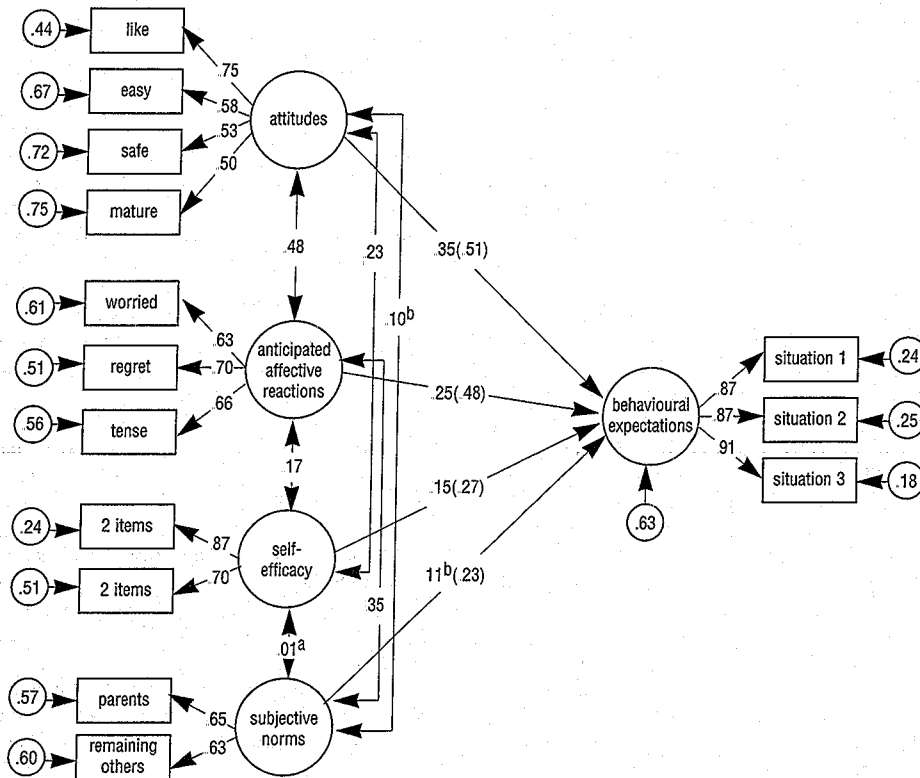 .44
like
.75
.67
easy
.58
attitudes
.53
.72
safe
.50
.75
mature
.48
.23
.35(.51)
.10b
.61
worried
.63
anticipated
affective
reactions
.51
regret
.70
.66
.56
tense
.25(.48)
behavioural
expectations
.87
situation 1
.24
.87
situation 2
.25
.91
situation 3
.18
.63
.17
.15(.27)
.24
2 items
.87
self-
efficacy
.51
2 items
.70
11b(.23)
.35
.01a
.57
parents
.65
subjective
norms
.63
.60
remaining
others